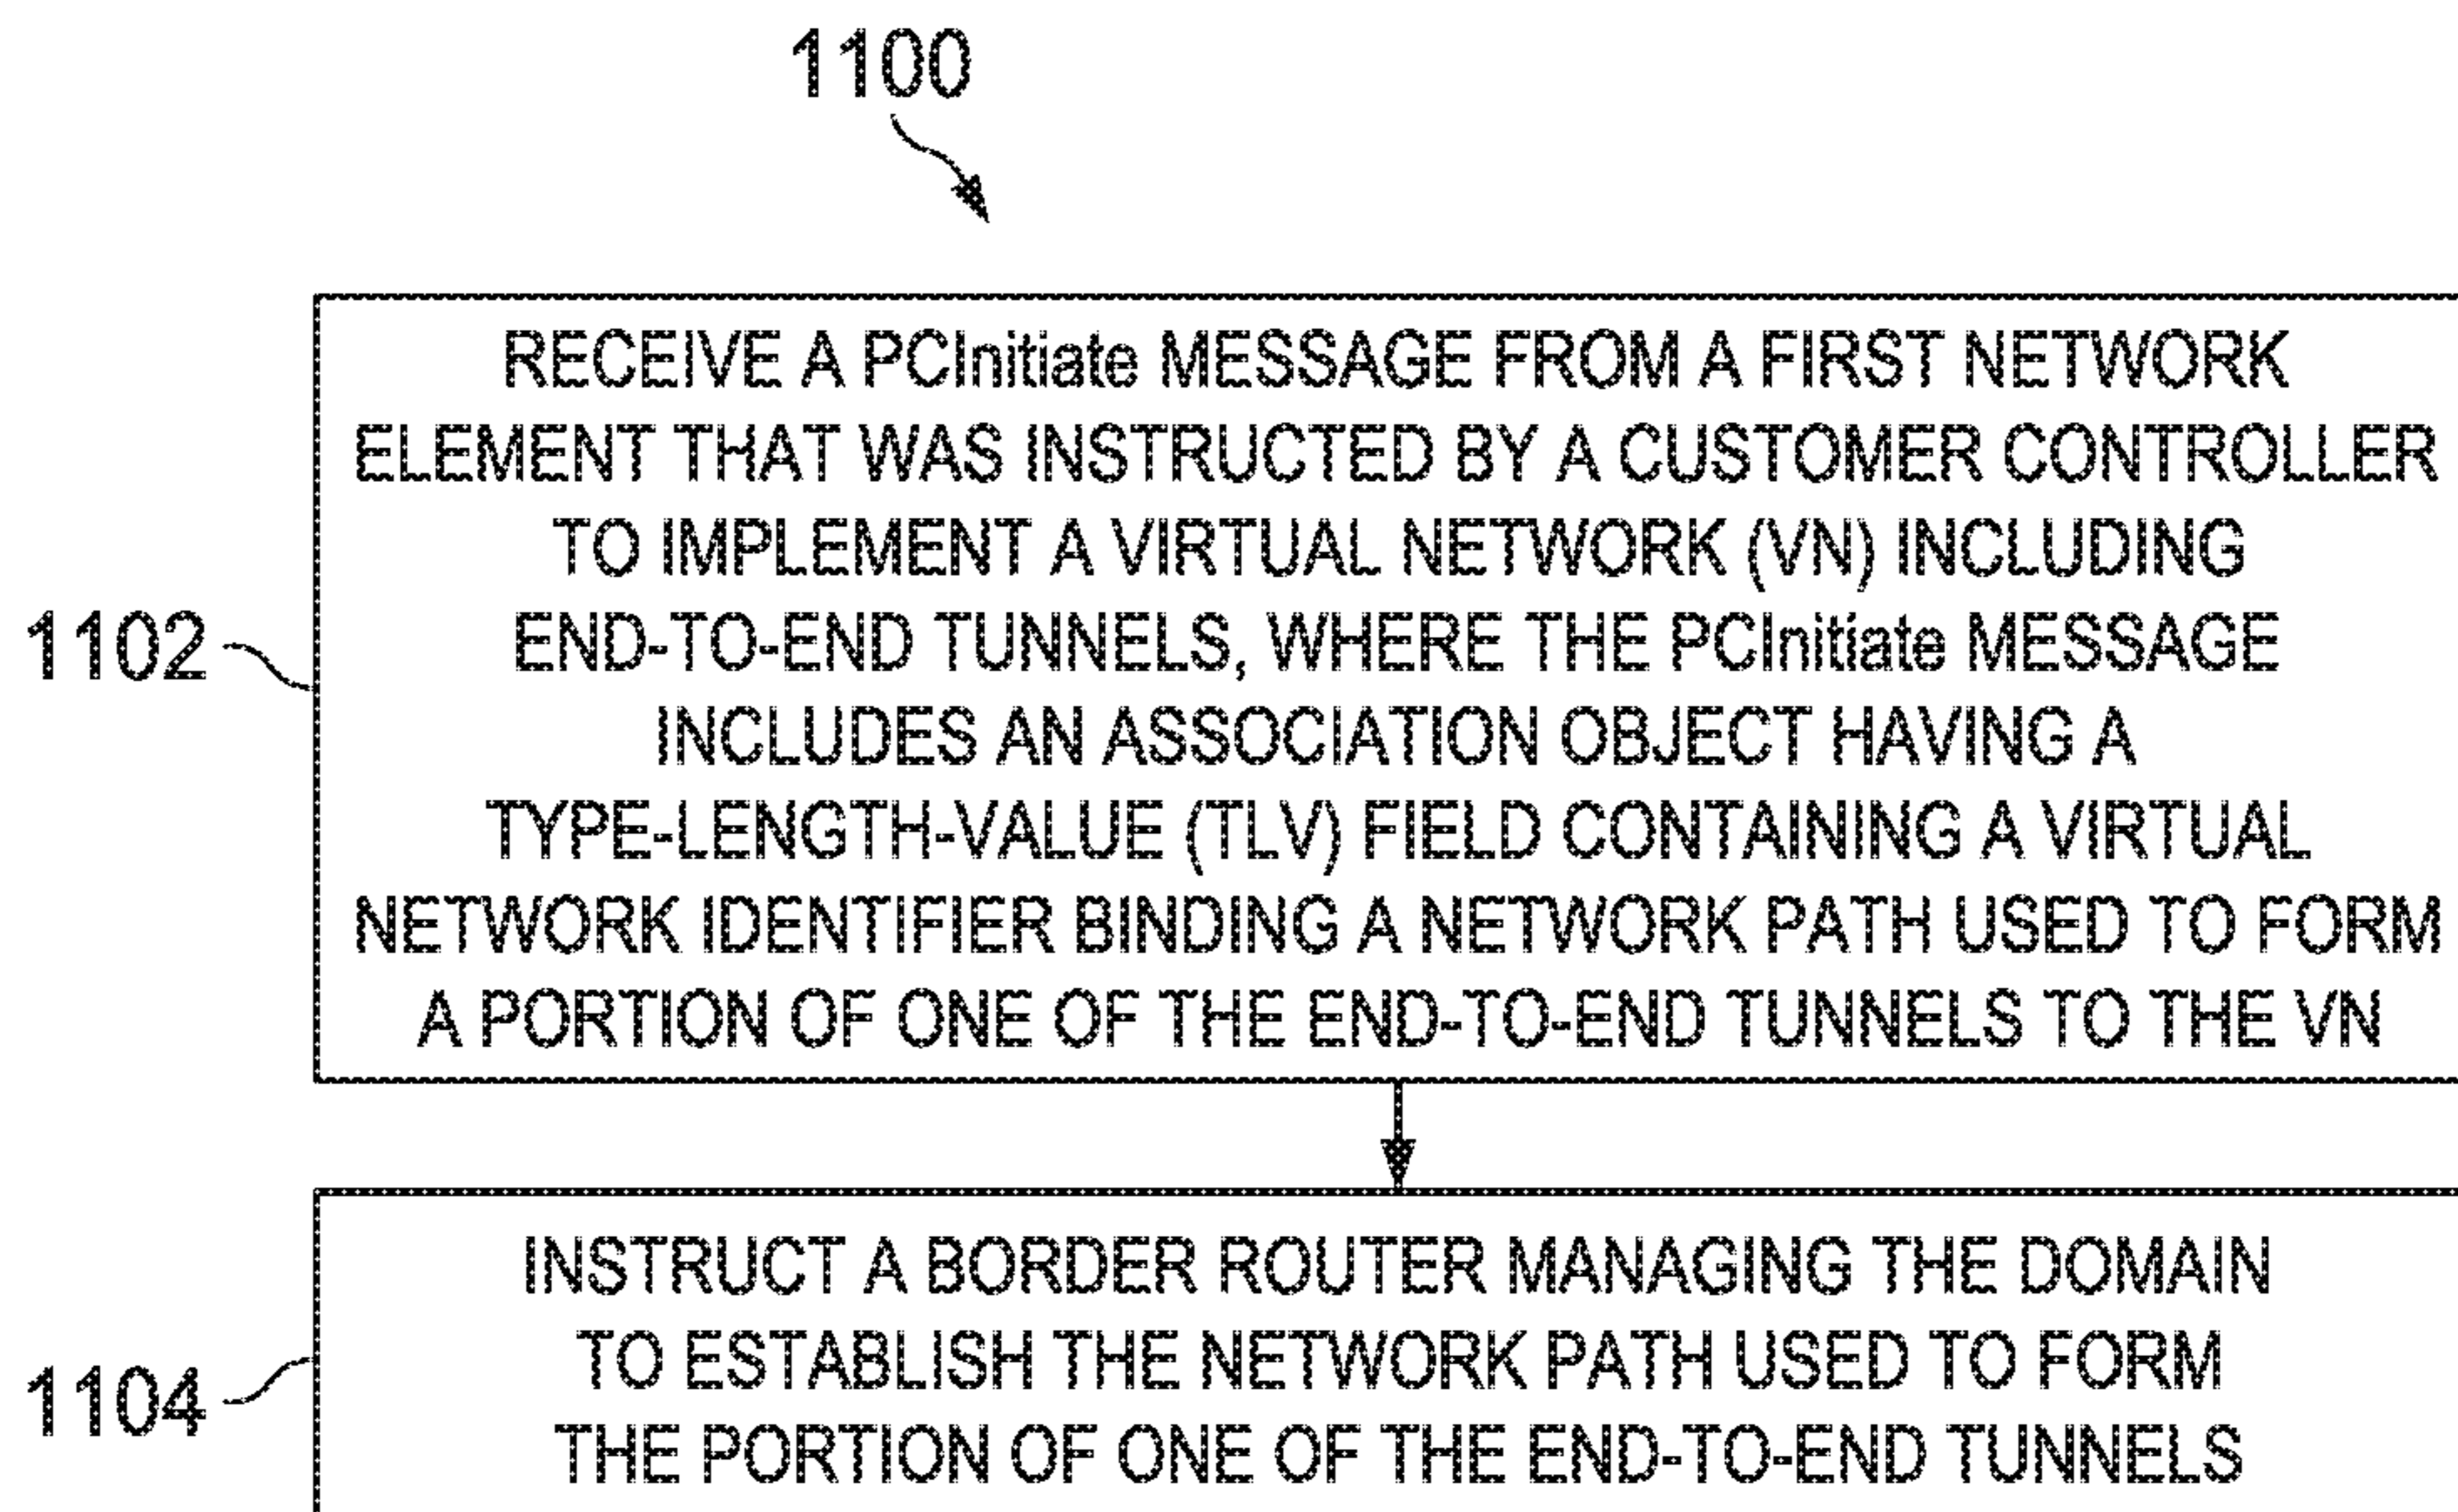 1100
RECEIVE A PCInitiate MESSAGE FROM A FIRST NETWORK
ELEMENT THAT WAS INSTRUCTED BY A CUSTOMER CONTROLLER
TO IMPLEMENT A VIRTUAL NETWORK (VN) INCLUDING
END-TO-END TUNNELS, WHERE THE PCInitiate MESSAGE
INCLUDES AN ASSOCIATION OBJECT HAVING A
TYPE-LENGTH-VALUE (TLV) FIELD CONTAINING A VIRTUAL
NETWORK IDENTIFIER BINDING A NETWORK PATH USED TO FORM
A PORTION OF ONE OF THE END-TO-END TUNNELS TO THE VN
1102
INSTRUCT A BORDER ROUTER MANAGING THE DOMAIN
TO ESTABLISH THE NETWORK PATH USED TO FORM
THE PORTION OF ONE OF THE END-TO-END TUNNELS
1104